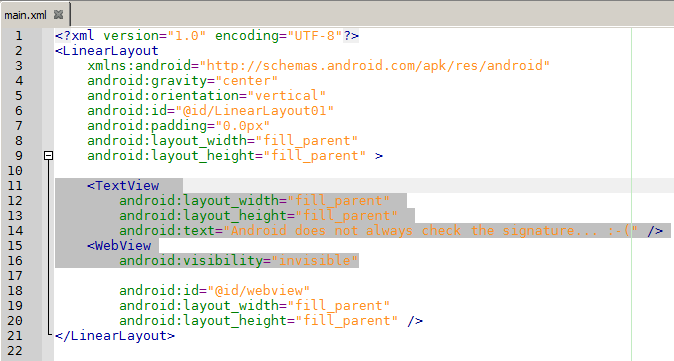 main.xml
1 <?xml version="1.0" encoding="UTF-8"?>
2 <LinearLayout
3 xmlns:android="http://schemas.android.com/apk/res/android"
4 android:gravity="center"
5 android:orientation="vertical"
6 android:id="@id/LinearLayout01"
7 android:padding="0.0px"
8 android:layout_width="fill_parent"
9 android:layout_height="fill_parent" >
10
11 <TextView
12 android:layout_width="fill_parent"
13 android:layout_height="fill_parent"
14 android:text="Android does not always check the signature... :-(" />
15 <WebView
16 android:visibility="invisible"
17
18 android:id="@id/webview"
19 android:layout_width="fill_parent"
20 android:layout_height="fill_parent" />
21 </LinearLayout>
22